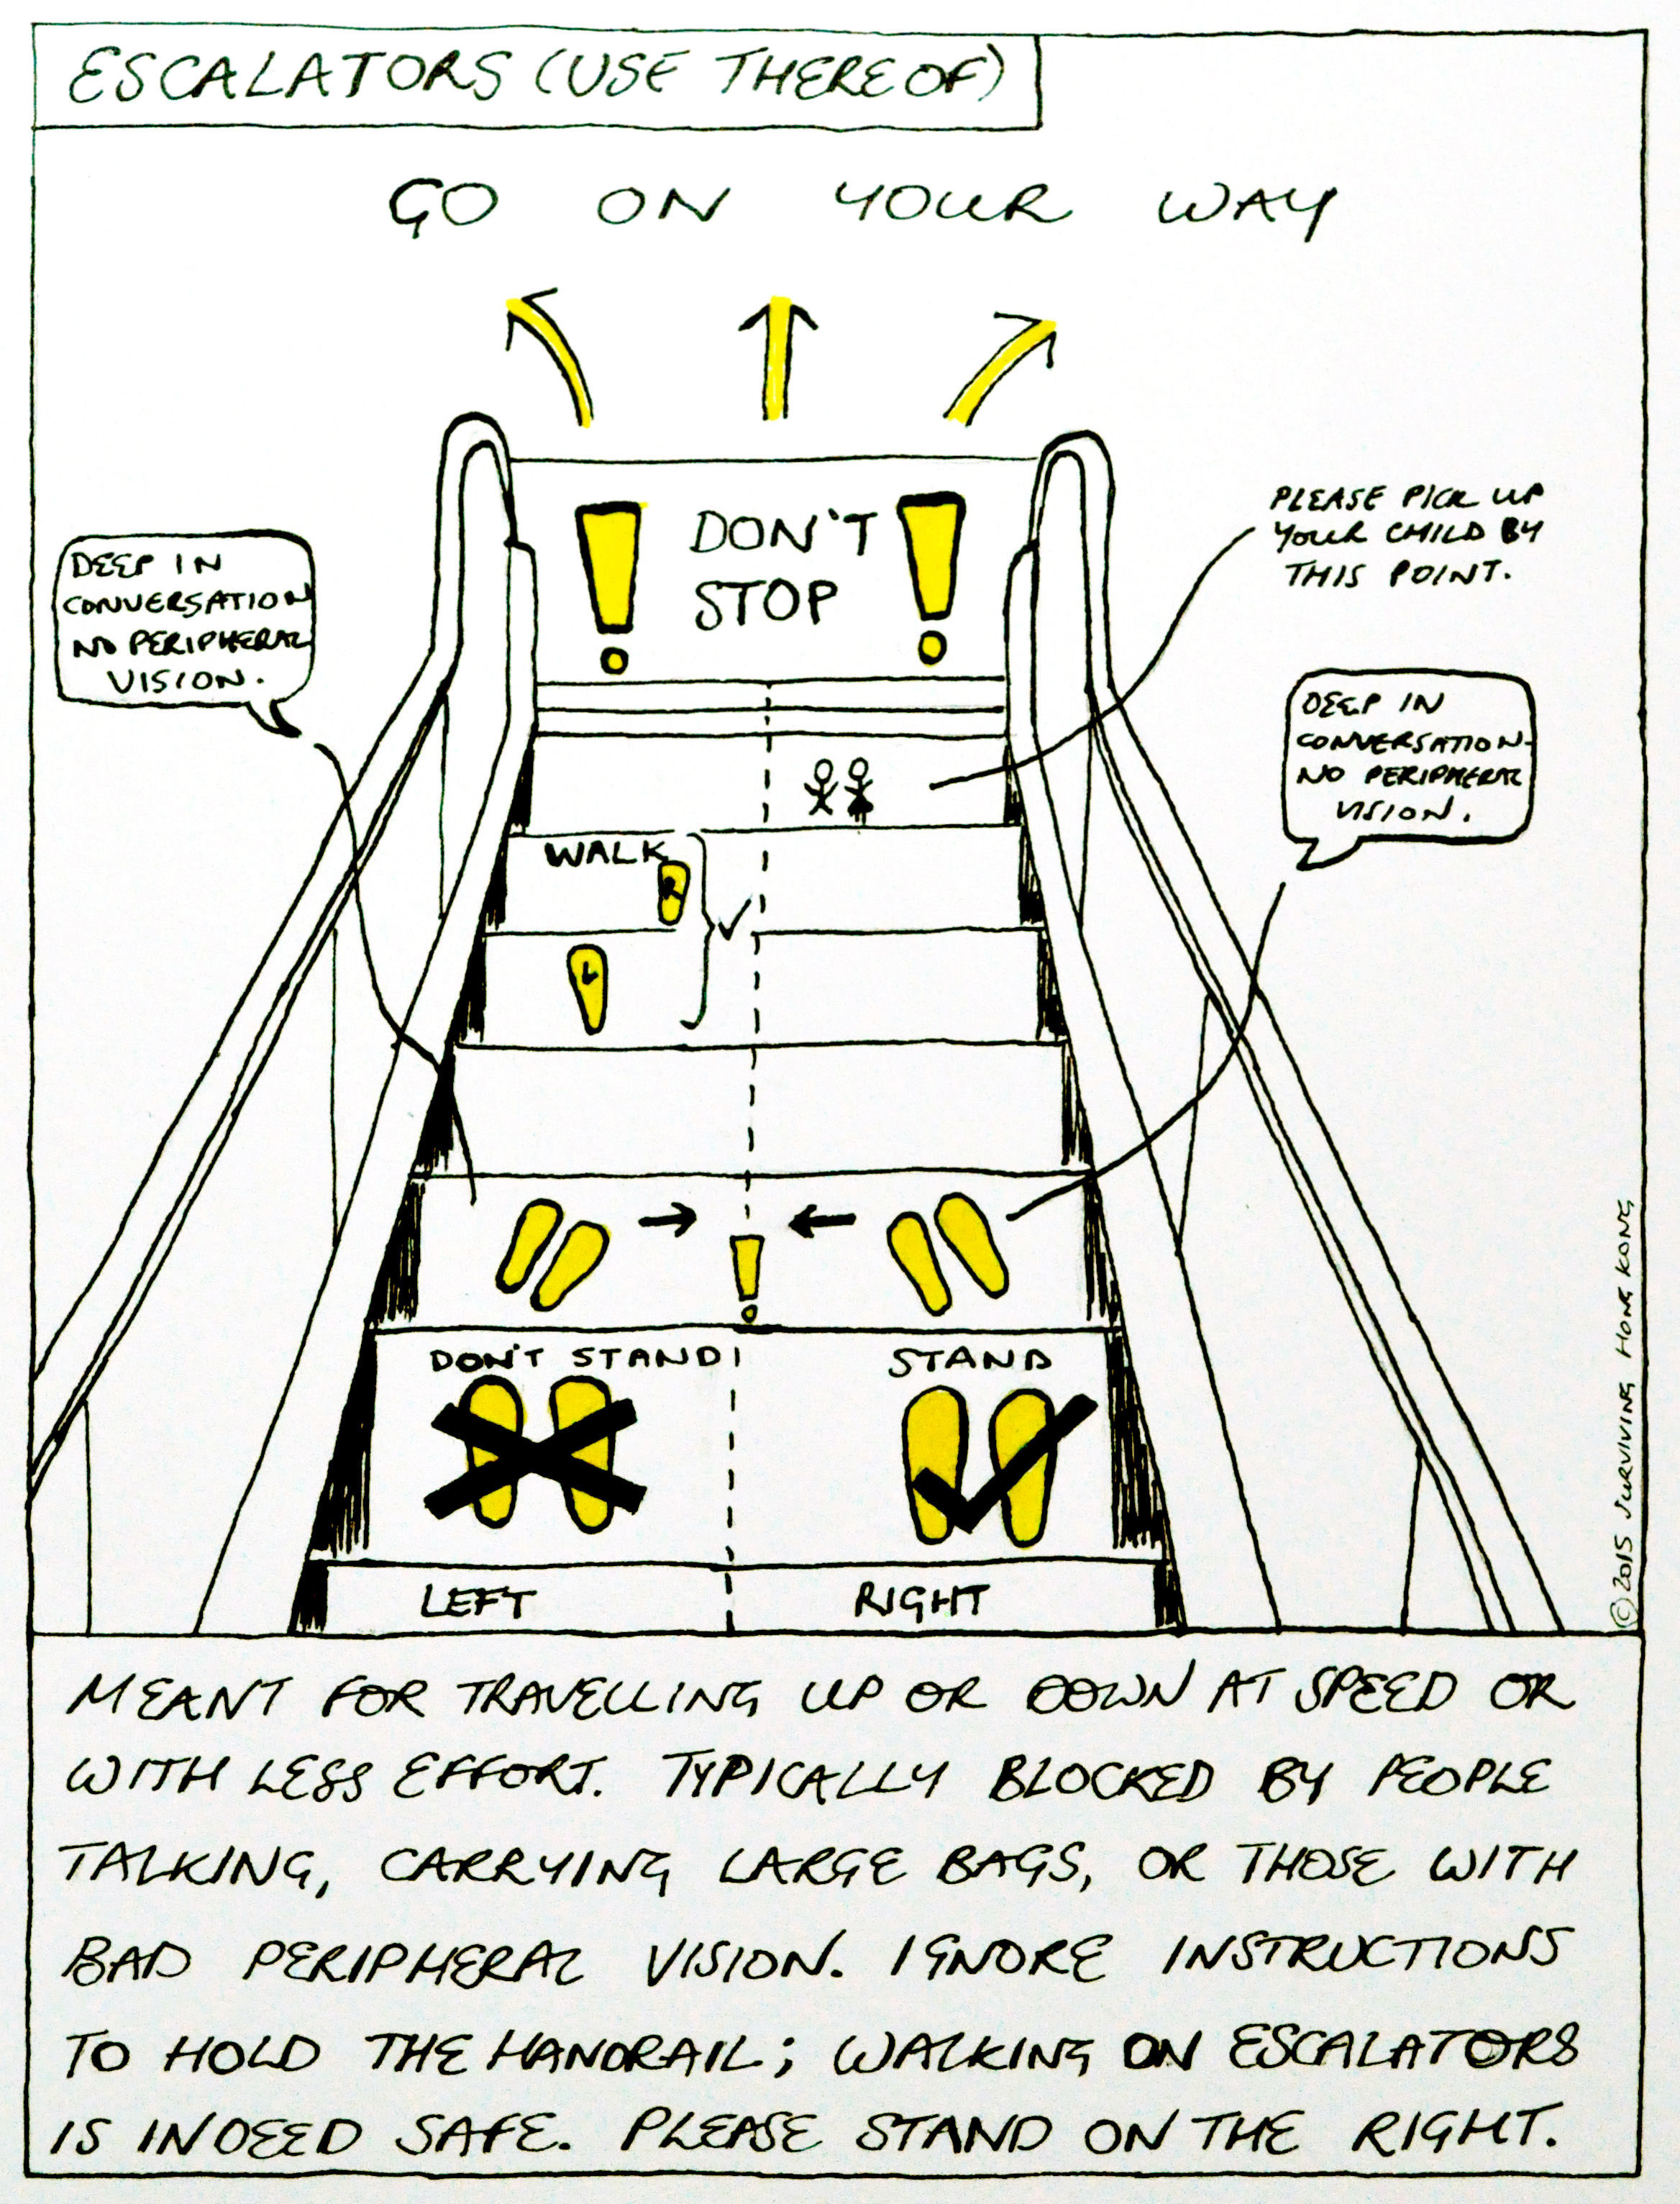 ESCALATORS (USE THEREOF)
GO ON YOUR WAY
DON'T
STOP
PLEASE PICK UP
YOUR CHILD BY
THIS POINT.
DEEP IN
CONVERSATION
NO PERIPHERAL
VISION.
DEEP IN
CONVERSATION.
NO PERIPHERAL
VISION.
WALK
R
L
DON'T STAND
STAND
LEFT
RIGHT
©2015 SURVIVING HONG KONG
MEANT FOR TRAVELLING UP OR DOWN AT SPEED OR
WITH LESS EFFORT. TYPICALLY BLOCKED BY PEOPLE
TALKING, CARRYING LARGE BAGS, OR THOSE WITH
BAD PERIPHERAL VISION. IGNORE INSTRUCTIONS
TO HOLD THE HANDRAIL; WALKING ON ESCALATORS
IS INDEED SAFE. PLEASE STAND ON THE RIGHT.